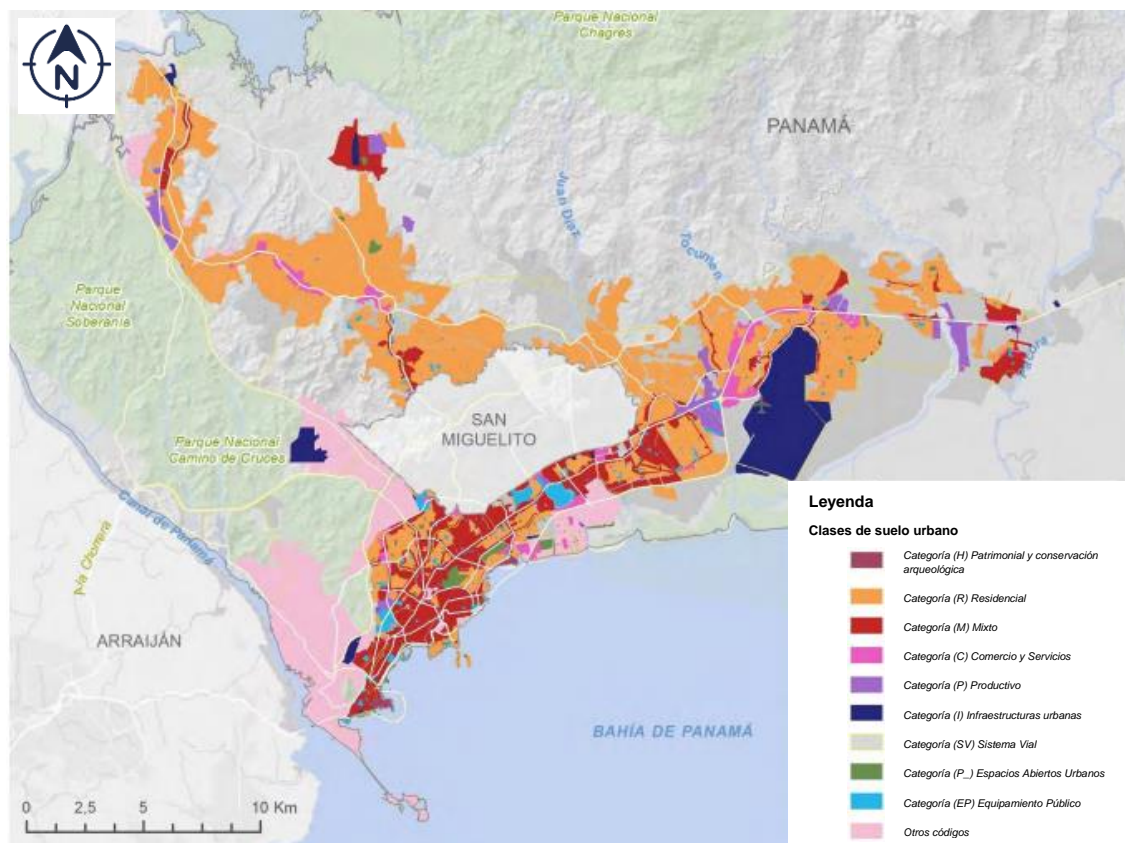 N
Parque Nacional
Chagres
PANAMÁ
Juan Díaz
Tocumen
Parque
Nacional
Soberanía
Pacora
SAN
MIGUELITO
Parque Nacional
Camino de Cruces
Canal de Panamá
A la Chorrera
ARRAIJÁN
BAHÍA DE PANAMÁ
0 2,5 5 10 Km
Leyenda
Clases de suelo urbano
Categoría (H) Patrimonial y conservación
arqueológica
Categoría (R) Residencial
Categoría (M) Mixto
Categoría (C) Comercio y Servicios
Categoría (P) Productivo
Categoría (I) Infraestructuras urbanas
Categoría (SV) Sistema Vial
Categoría (P_) Espacios Abiertos Urbanos
Categoría (EP) Equipamiento Público
Otros códigos